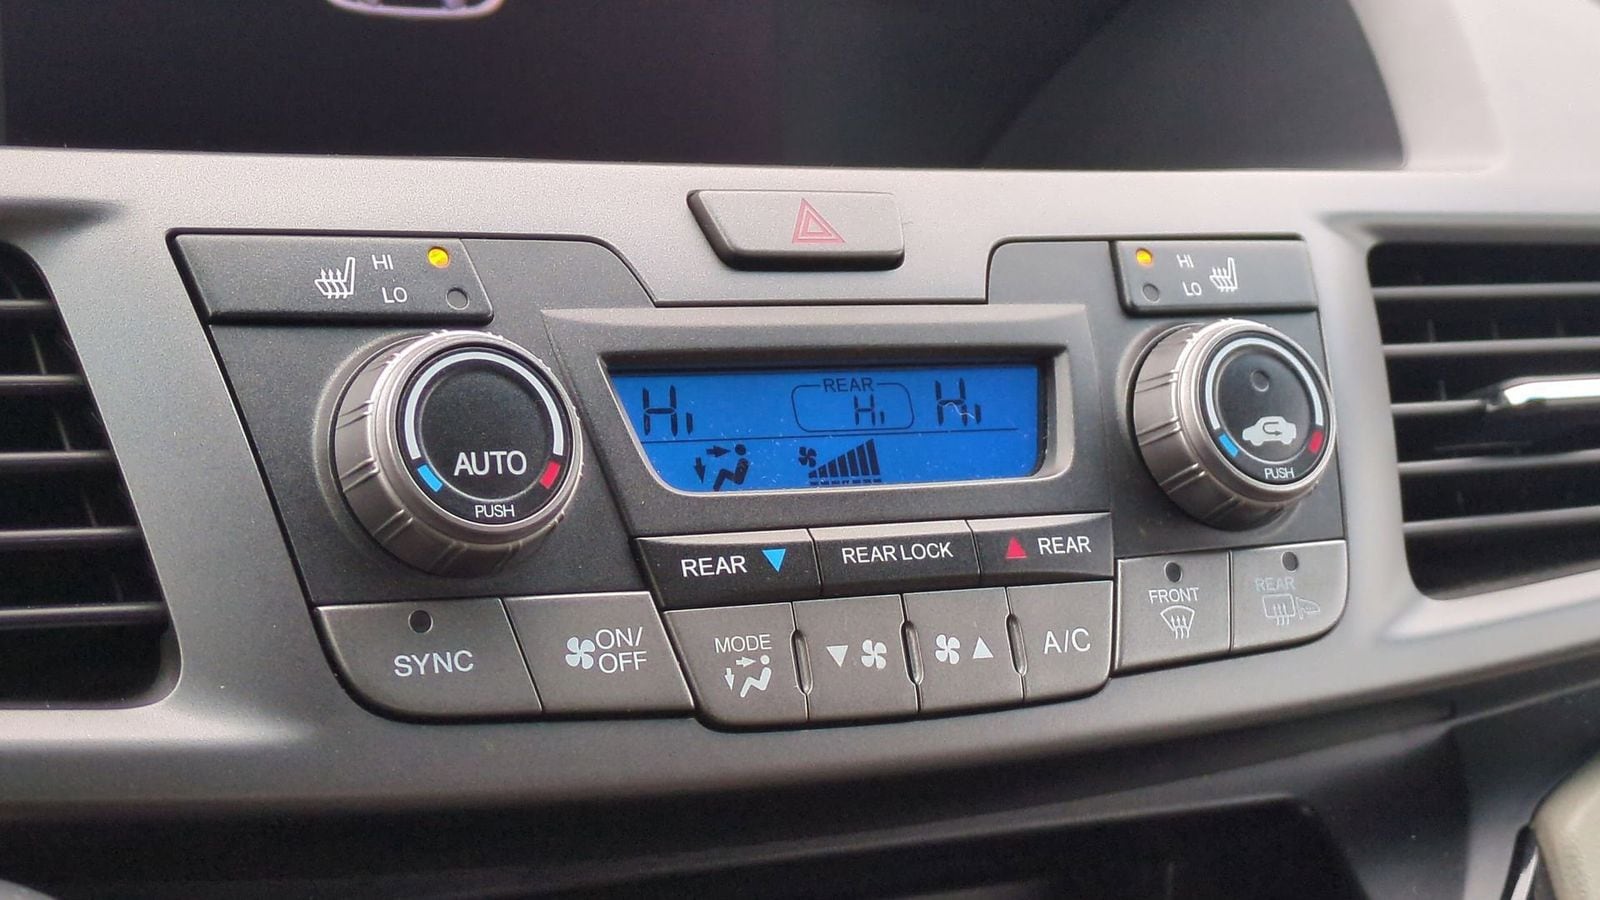 HI
LO
HI
LO
AUTO
PUSH
Hi
REAR
Hi
Hi
PUSH
REAR
REAR LOCK
REAR
SYNC
ON/
OFF
MODE
A/C
FRONT
REAR